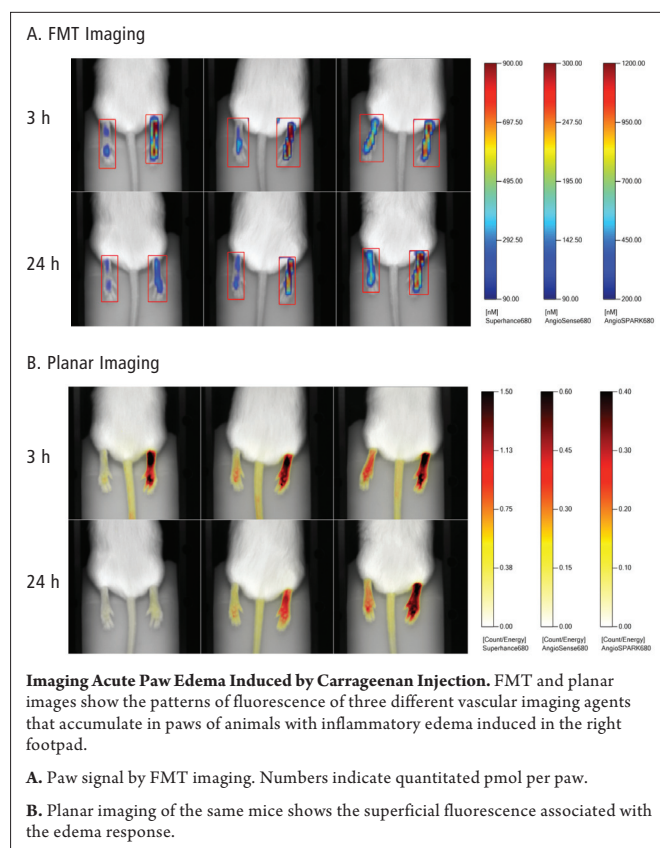 A. FMT Imaging
3 h
24 h
900.00
697.50
495.00
292.50
90.00
[nM]
Superhance680
300.00
247.50
195.00
142.50
90.00
[nM]
AngioSense680
1200.00
950.00
700.00
450.00
200.00
[nM]
AngioSPARK680
B. Planar Imaging
3 h
24 h
1.50
1.13
0.75
0.38
0.00
[Count/Energy]
Superhance680
0.60
0.45
0.30
0.15
0.00
[Count/Energy]
AngioSense680
0.40
0.30
0.20
0.10
0.00
[Count/Energy]
AngioSPARK680
Imaging Acute Paw Edema Induced by Carrageenan Injection. FMT and planar
images show the patterns of fluorescence of three different vascular imaging agents
that accumulate in paws of animals with inflammatory edema induced in the right
footpad.
A. Paw signal by FMT imaging. Numbers indicate quantitated pmol per paw.
B. Planar imaging of the same mice shows the superficial fluorescence associated with
the edema response.